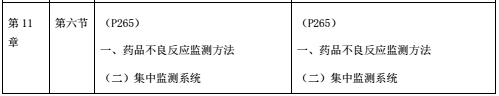 第 11 章
第六节
（P265）
一、药品不良反应监测方法
（二）集中监测系统
（P265）
一、药品不良反应监测方法
（二）集中监测系统